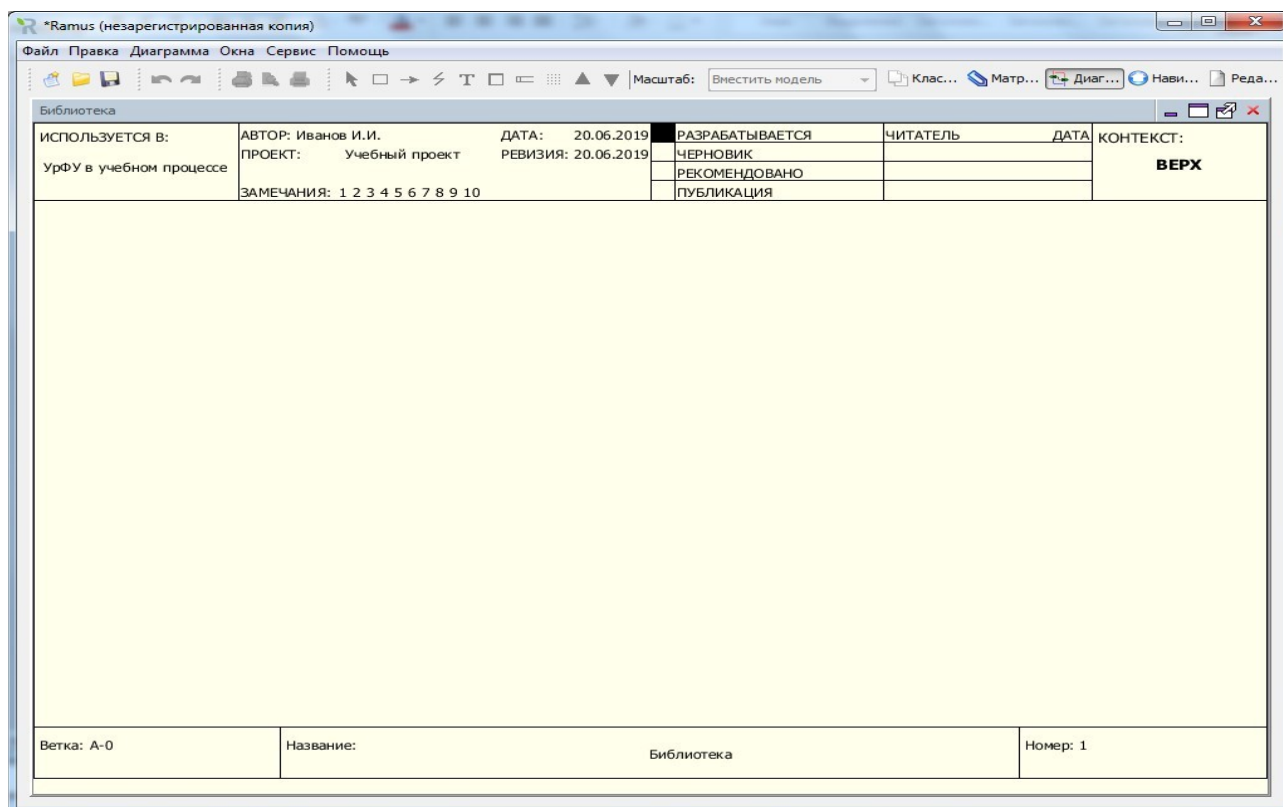 *Ramus (незарегистрированная копия)
Файл Правка Диаграмма Окна Сервис Помощь
Масштаб: Вместить модель Клас... Матр... Диаг... Нави... Реда...
Библиотека
ИСПОЛЬЗУЕТСЯ В: АВТОР: Иванов И.И. ДАТА: 20.06.2019 РАЗРАБАТЫВАЕТСЯ ЧИТАТЕЛЬ ДАТА КОНТЕКСТ:
ПРОЕКТ: Учебный проект РЕВИЗИЯ: 20.06.2019 ЧЕРНОВИК
УрФУ в учебном процессе ВЕРХ
РЕКОМЕНДОВАНО
ЗАМЕЧАНИЯ: 1 2 3 4 5 6 7 8 9 10 ПУБЛИКАЦИЯ
Ветка: A-0 Название: Библиотека Номер: 1